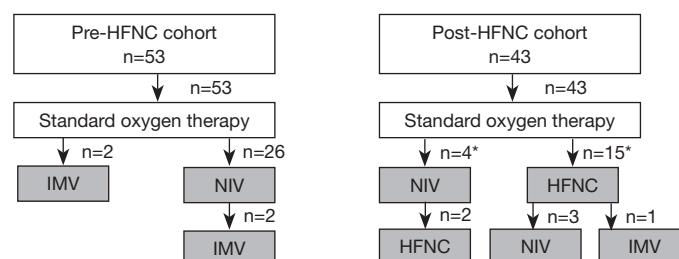 Pre-HFNC cohort
n=53
n=53
Standard oxygen therapy
n=2
n=26
IMV
NIV
n=2
IMV
Post-HFNC cohort
n=43
n=43
Standard oxygen therapy
n=4*
n=15*
NIV
HFNC
n=2
n=3
n=1
HFNC
NIV
IMV